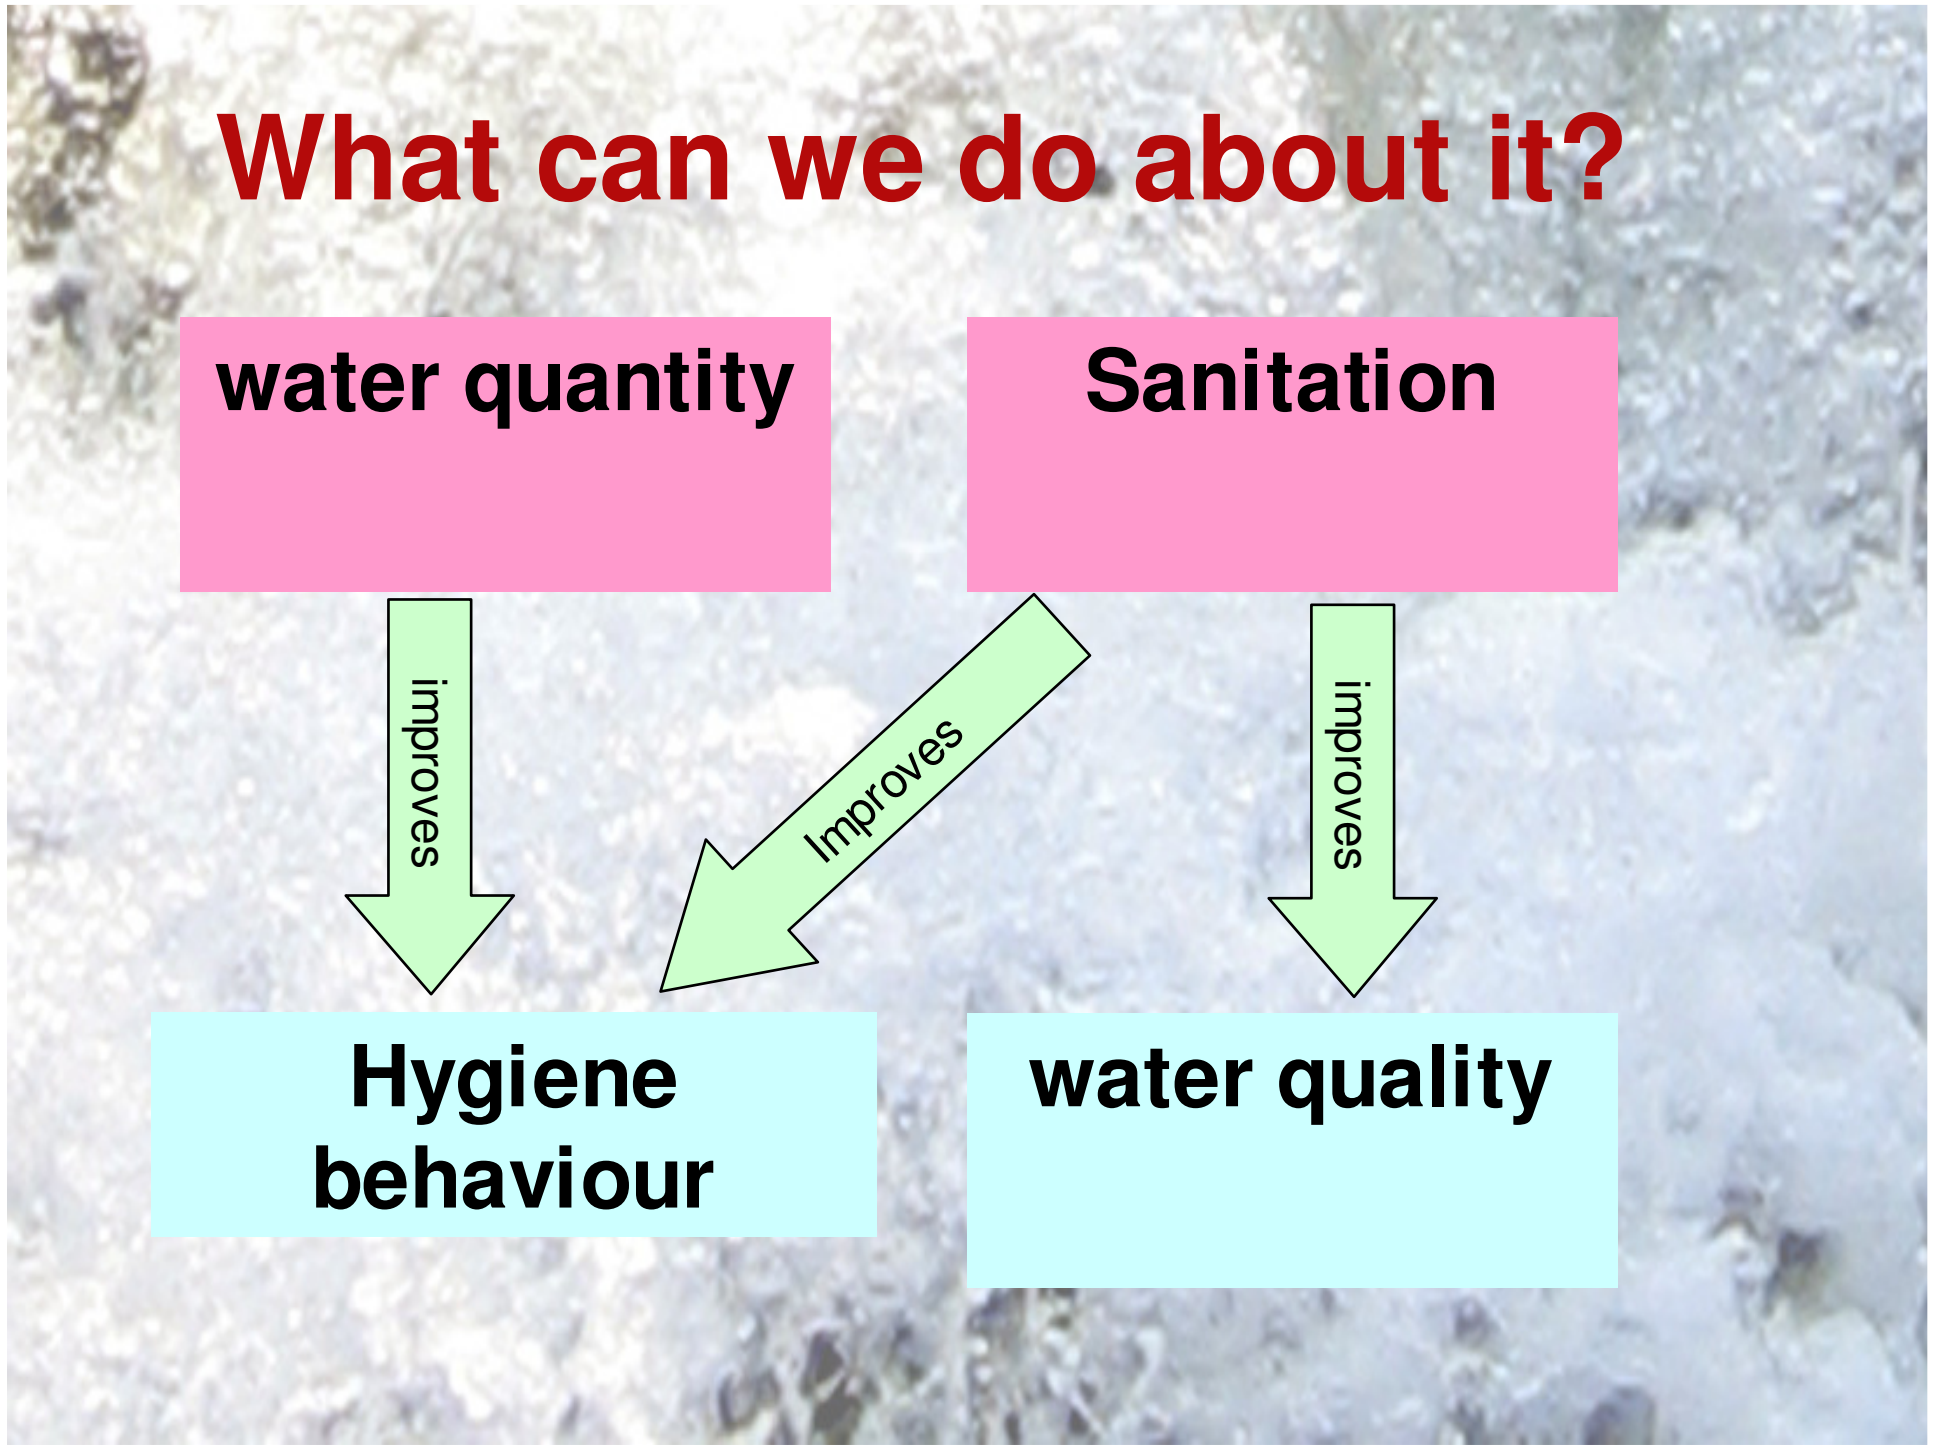 What can we do about it?
water quantity
Sanitation
improves
Improves
improves
Hygiene
behaviour
water quality